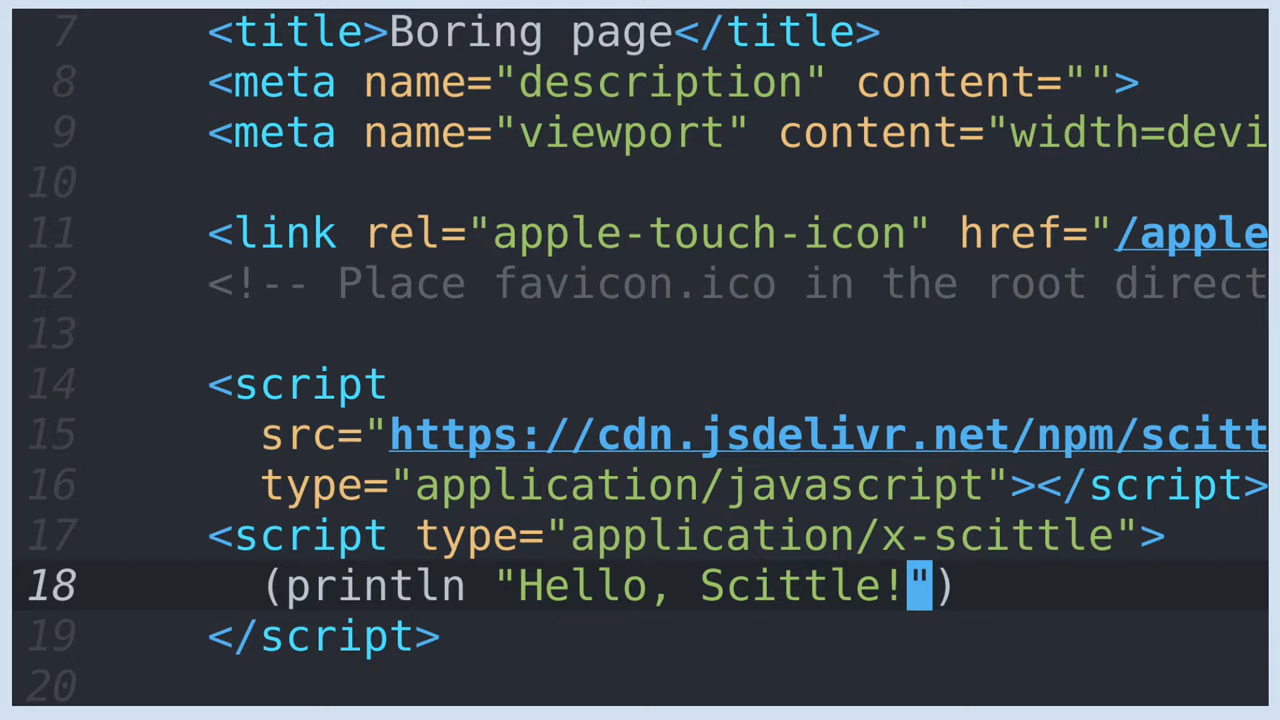 7 <title>Boring page</title>
8 <meta name="description" content="">
9 <meta name="viewport" content="width=devi
10
11 <link rel="apple-touch-icon" href="/apple
12 <!-- Place favicon.ico in the root direct
13
14 <script
15 src="https://cdn.jsdelivr.net/npm/scitt
16 type="application/javascript"></script>
17 <script type="application/x-scittle">
18 (println "Hello, Scittle!")
19 </script>
20